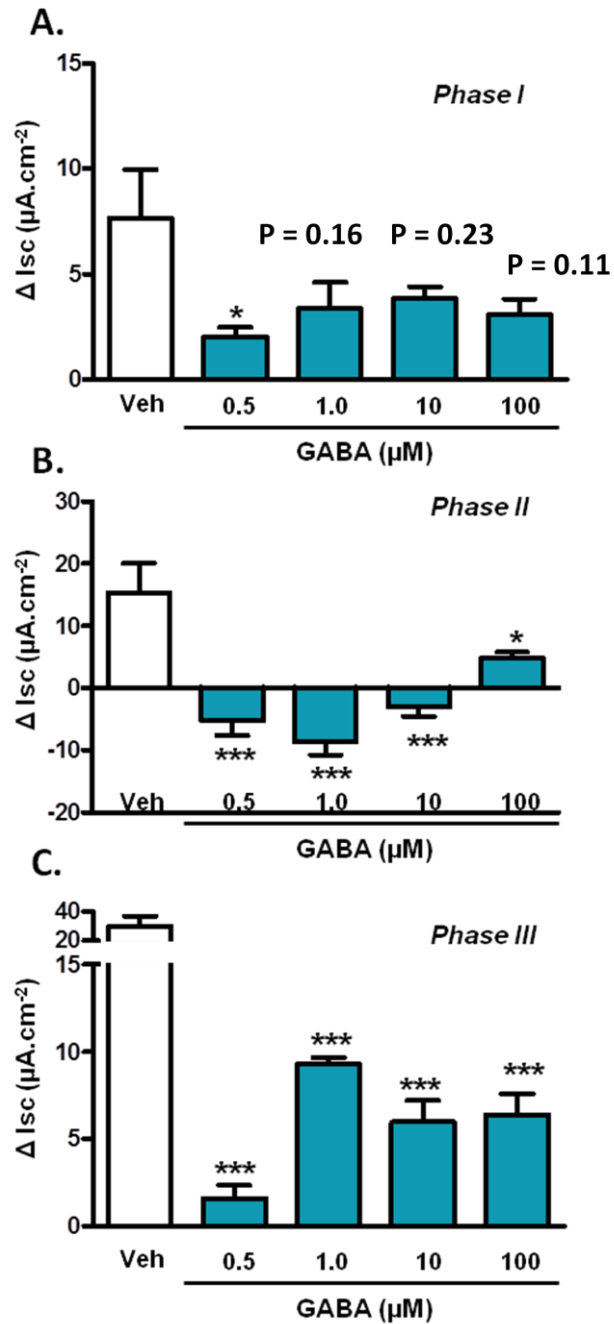 A.
15
10
5
0
Δ Isc (µA.cm-2)
Phase I
P = 0.16 P = 0.23
P = 0.11
*
Veh 0.5 1.0 10 100
GABA (µM)
B.
30
20
10
0
-10
-20
Δ Isc (µA.cm-2)
Phase II
*
*** *** ***
Veh 0.5 1.0 10 100
GABA (µM)
C.
40
20
15
10
5
0
Δ Isc (µA.cm-2)
Phase III
*** *** *** ***
Veh 0.5 1.0 10 100
GABA (µM)